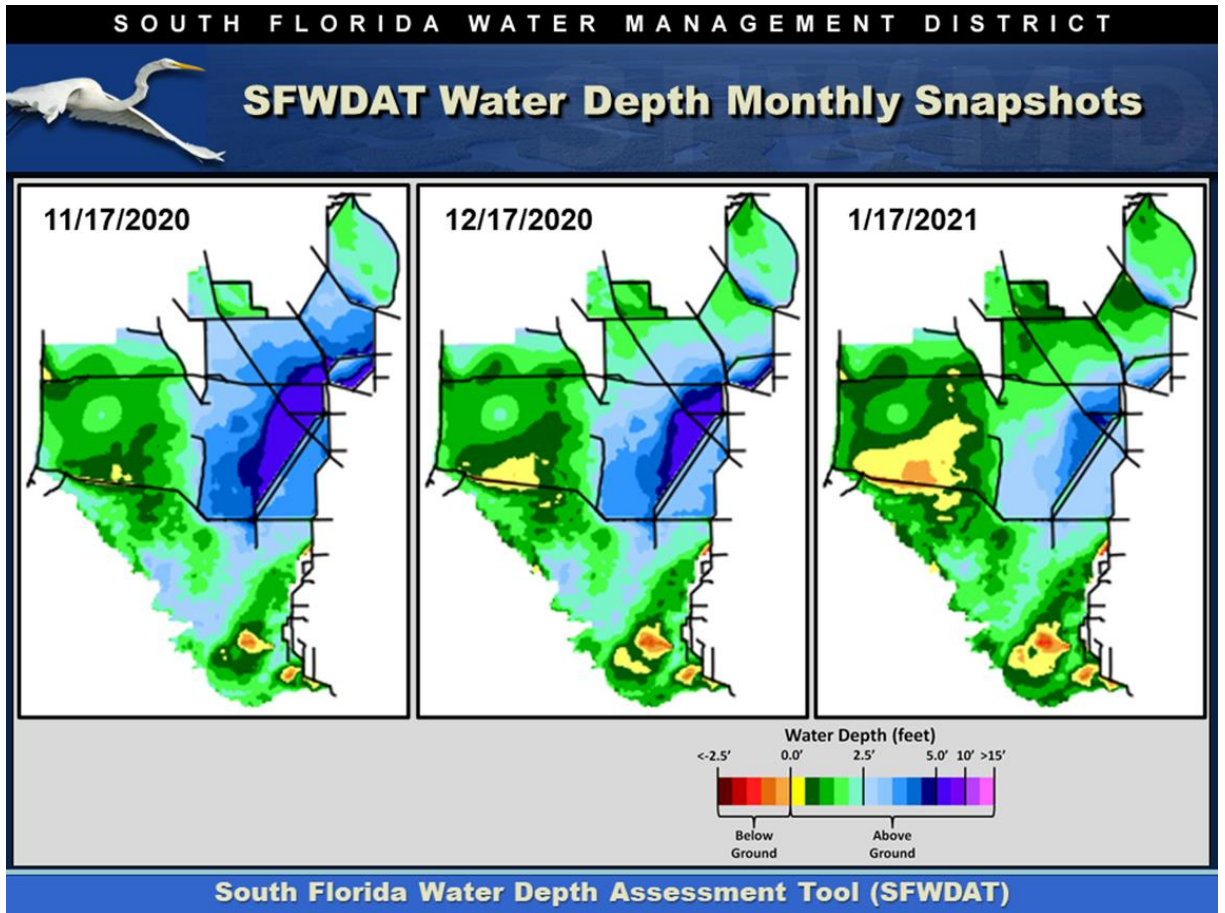 SOUTH FLORIDA WATER MANAGEMENT DISTRICT
SFWMD
SFWDAT Water Depth Monthly Snapshots
11/17/2020
12/17/2020
1/17/2021
Water Depth (feet)
<-2.5' 0.0' 2.5' 5.0' 10' >15'
Below
Ground
Above
Ground
South Florida Water Depth Assessment Tool (SFWDAT)